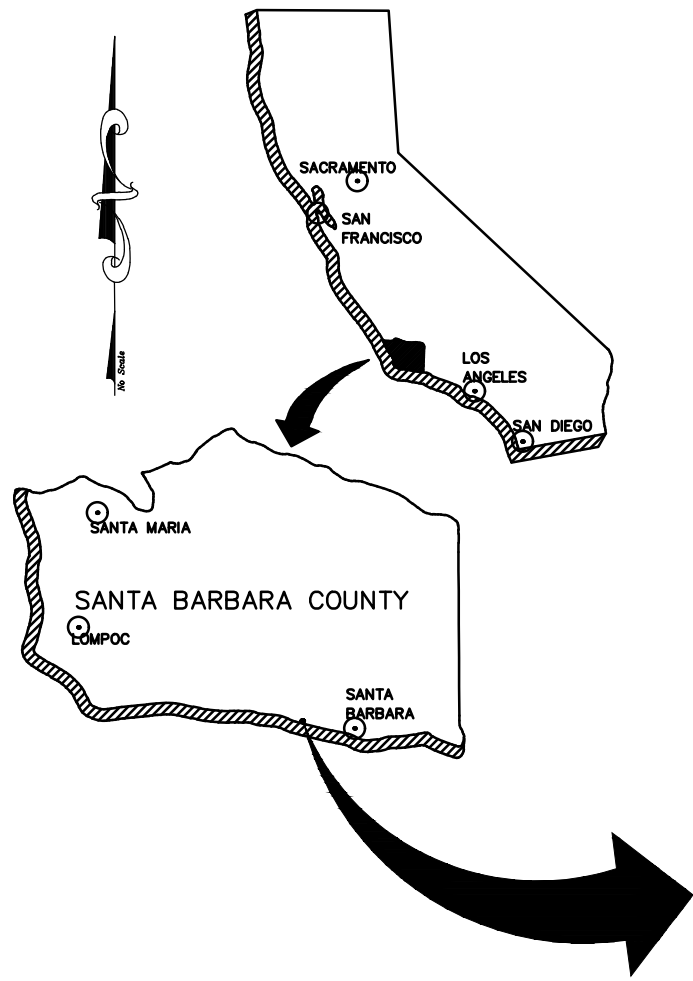 SACRAMENTO
SAN
FRANCISCO
No Scale
LOS
ANGELES
SAN DIEGO
SANTA MARIA
SANTA BARBARA COUNTY
LOMPOC
SANTA
BARBARA